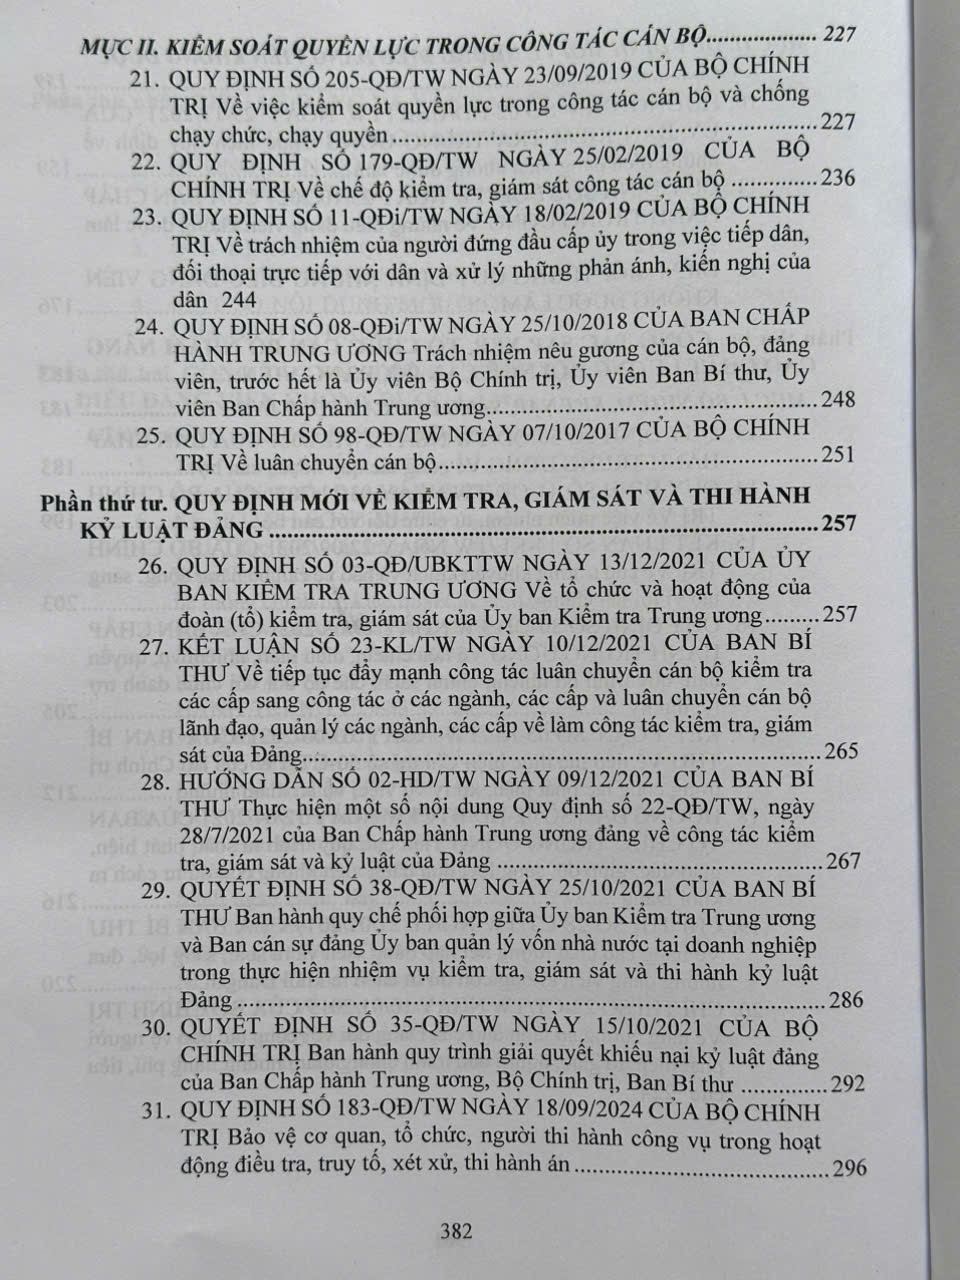 MỤC II. KIỂM SOÁT QUYỀN LỰC TRONG CÔNG TÁC CÁN BỘ................... 227
21. QUY ĐỊNH SỐ 205-QĐ/TW NGÀY 23/09/2019 CỦA BỘ CHÍNH
TRỊ Về việc kiểm soát quyền lực trong công tác cán bộ và chống
chạy chức, chạy quyền ..................................................................... 227
22. QUY ĐỊNH SỐ 179-QĐ/TW NGÀY 25/02/2019 CỦA BỘ
CHÍNH TRỊ Về chế độ kiểm tra, giám sát công tác cán bộ ............. 236
23. QUY ĐỊNH SỐ 11-QĐi/TW NGÀY 18/02/2019 CỦA BỘ CHÍNH
TRỊ Về trách nhiệm của người đứng đầu cấp ủy trong việc tiếp dân,
đối thoại trực tiếp với dân và xử lý những phản ánh, kiến nghị của
dân 244
24. QUY ĐỊNH SỐ 08-QĐi/TW NGÀY 25/10/2018 CỦA BAN CHẤP
HÀNH TRUNG ƯƠNG Trách nhiệm nêu gương của cán bộ, đảng
viên, trước hết là Ủy viên Bộ Chính trị, Ủy viên Ban Bí thư, Ủy
viên Ban Chấp hành Trung ương...................................................... 248
25. QUY ĐỊNH SỐ 98-QĐ/TW NGÀY 07/10/2017 CỦA BỘ CHÍNH
TRỊ Về luân chuyển cán bộ.............................................................. 251
Phần thứ tư. QUY ĐỊNH MỚI VỀ KIỂM TRA, GIÁM SÁT VÀ THI HÀNH
KỶ LUẬT ĐẢNG ....................................................................................... 257
26. QUY ĐỊNH SỐ 03-QĐ/UBKTTW NGÀY 13/12/2021 CỦA ỦY
BAN KIỂM TRA TRUNG ƯƠNG Về tổ chức và hoạt động của
đoàn (tổ) kiểm tra, giám sát của Ủy ban Kiểm tra Trung ương......... 257
27. KẾT LUẬN SỐ 23-KL/TW NGÀY 10/12/2021 CỦA BAN BÍ
THƯ Về tiếp tục đẩy mạnh công tác luân chuyển cán bộ kiểm tra
các cấp sang công tác ở các ngành, các cấp và luân chuyển cán bộ
lãnh đạo, quản lý các ngành, các cấp về làm công tác kiểm tra, giám
sát của Đảng..................................................................................... 265
28. HƯỚNG DẪN SỐ 02-HD/TW NGÀY 09/12/2021 CỦA BAN BÍ
THƯ Thực hiện một số nội dung Quy định số 22-QĐ/TW, ngày
28/7/2021 của Ban Chấp hành Trung ương đảng về công tác kiểm
tra, giám sát và kỷ luật của Đảng ..................................................... 267
29. QUYẾT ĐỊNH SỐ 38-QĐ/TW NGÀY 25/10/2021 CỦA BAN BÍ
THƯ Ban hành quy chế phối hợp giữa Ủy ban Kiểm tra Trung ương
và Ban cán sự đảng Ủy ban quản lý vốn nhà nước tại doanh nghiệp
trong thực hiện nhiệm vụ kiểm tra, giám sát và thi hành kỷ luật
Đảng ................................................................................................ 286
30. QUYẾT ĐỊNH SỐ 35-QĐ/TW NGÀY 15/10/2021 CỦA BỘ
CHÍNH TRỊ Ban hành quy trình giải quyết khiếu nại kỷ luật đảng
của Ban Chấp hành Trung ương, Bộ Chính trị, Ban Bí thư ............. 292
31. QUY ĐỊNH SỐ 183-QĐ/TW NGÀY 18/09/2024 CỦA BỘ CHÍNH
TRỊ Bảo vệ cơ quan, tổ chức, người thi hành công vụ trong hoạt
động điều tra, truy tố, xét xử, thi hành án ......................................... 296
382